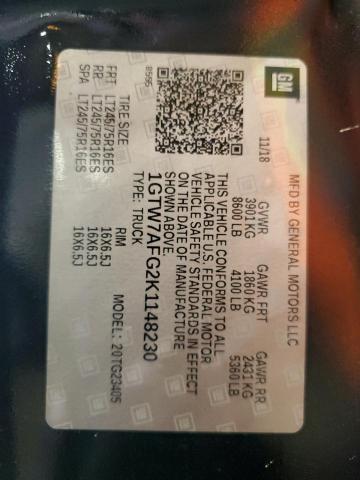 GM
MFD BY GENERAL MOTORS LLC
11/18 GVWR GAWR FRT GAWR RR
3901 KG 1860 KG 2431 KG
8600 LB 4100 LB 5360 LB
THIS VEHICLE CONFORMS TO ALL
APPLICABLE U.S. FEDERAL MOTOR
VEHICLE SAFETY STANDARDS IN EFFECT
ON THE DATE OF MANUFACTURE
SHOWN ABOVE.
1GTW7AFG2K1148230
TYPE: TRUCK
8595
MODEL: 20TG23405
TIRE SIZE RIM
FRT LT245/75R16ES 16X6.5J
RR LT245/75R16ES 16X6.5J
SPA LT245/75R16ES 16X6.5J